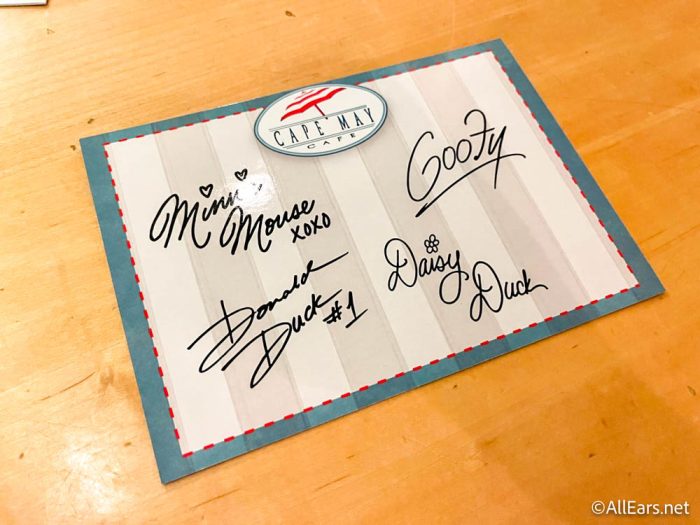 CAPE MAY
CAFE
Minnie
Mouse
xoxo
Goofy
Donald
Duck
#1
Daisy
Duck
©AllEars.net